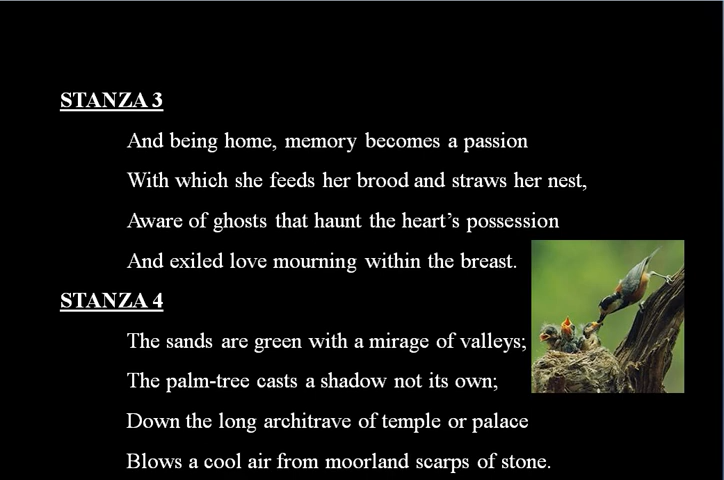 STANZA 3
And being home, memory becomes a passion
With which she feeds her brood and straws her nest,
Aware of ghosts that haunt the heart’s possession
And exiled love mourning within the breast.
STANZA 4
The sands are green with a mirage of valleys;
The palm-tree casts a shadow not its own;
Down the long architrave of temple or palace
Blows a cool air from moorland scarps of stone.